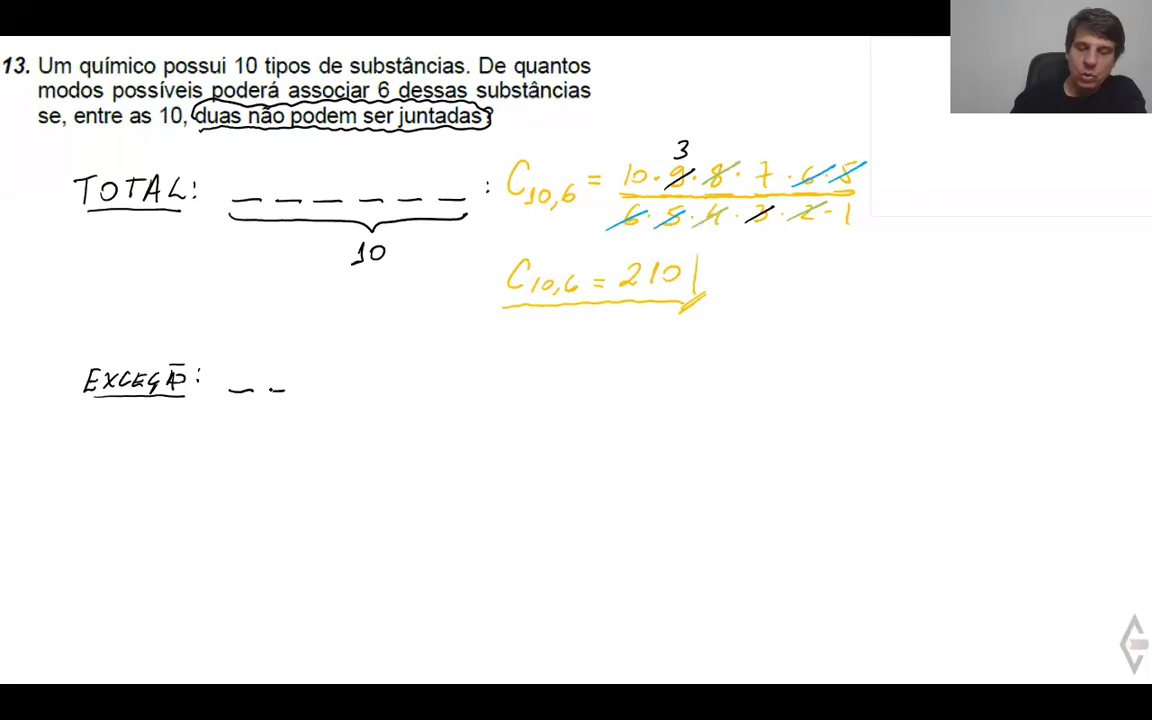 13. Um químico possui 10 tipos de substâncias. De quantos
modos possíveis poderá associar 6 dessas substâncias
se, entre as 10, duas não podem ser juntadas?
TOTAL: _ _ _ _ _ _ : C10,6 = 10 · 9 · 8 · 7 · 6 · 5 / 6 · 5 · 4 · 3 · 2 · 1
3
10
C10,6 = 210
EXCEÇÃO: _ _